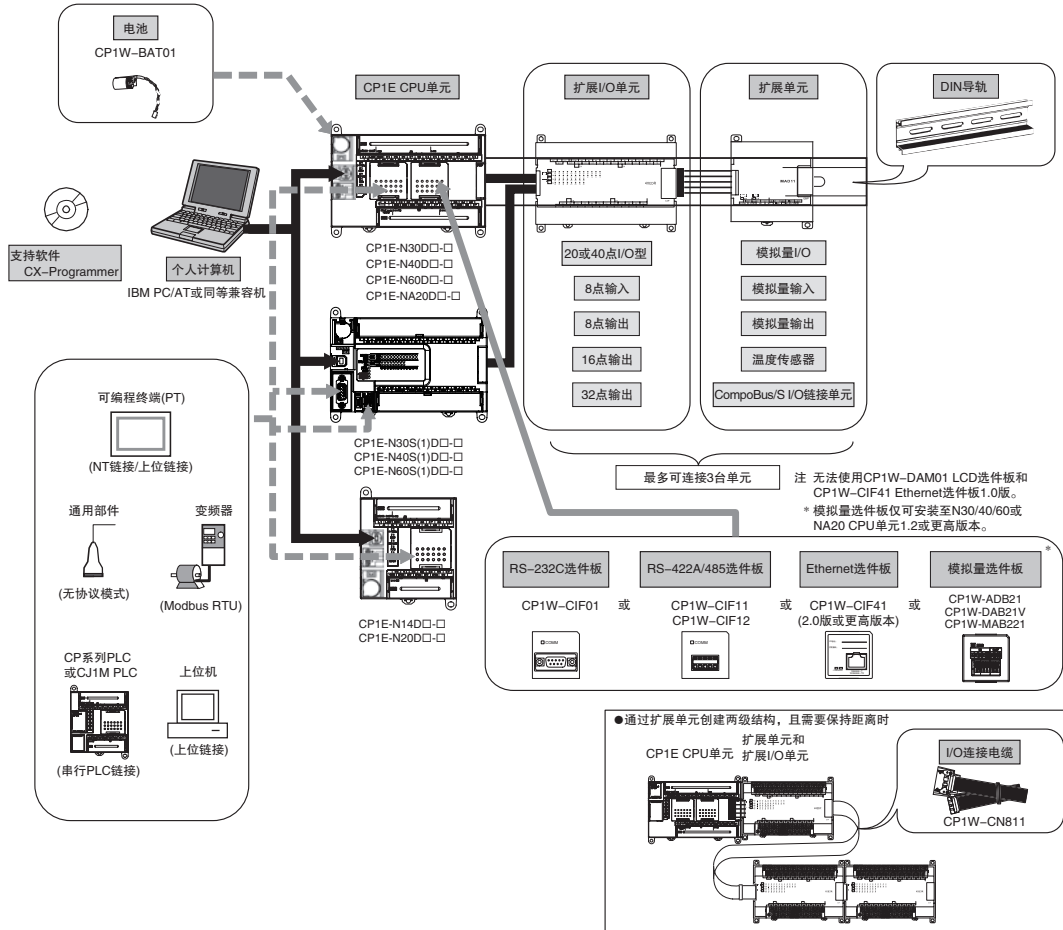 电池
CP1W-BAT01
CP1E CPU单元
扩展I/O单元
扩展单元
DIN导轨
支持软件
CX-Programmer
个人计算机
IBM PC/AT或同等兼容机
CP1E-N30D□-□
CP1E-N40D□-□
CP1E-N60D□-□
CP1E-NA20D□-□
20或40点I/O型
8点输入
8点输出
16点输出
32点输出
MAD11
模拟量I/O
模拟量输入
模拟量输出
温度传感器
CompoBus/S I/O链接单元
可编程终端(PT)
(NT链接/上位链接)
通用部件
变频器
(无协议模式)
(Modbus RTU)
CP系列PLC
或CJ1M PLC
上位机
(串行PLC链接)
(上位链接)
CP1E-N30S(1)D□-□
CP1E-N40S(1)D□-□
CP1E-N60S(1)D□-□
CP1E-N14D□-□
CP1E-N20D□-□
最多可连接3台单元
注 无法使用CP1W-DAM01 LCD选件板和
CP1W-CIF41 Ethernet选件板1.0版。
* 模拟量选件板仅可安装至N30/40/60或
NA20 CPU单元1.2或更高版本。
RS-232C选件板
RS-422A/485选件板
Ethernet选件板
模拟量选件板
*
CP1W-CIF01
或
CP1W-CIF11
CP1W-CIF12
或
CP1W-CIF41
(2.0版或更高版本)
或
CP1W-ADB21
CP1W-DAB21V
CP1W-MAB221
COMM
COMM
●通过扩展单元创建两级结构，且需要保持距离时
CP1E CPU单元
扩展单元和
扩展I/O单元
I/O连接电缆
CP1W-CN811